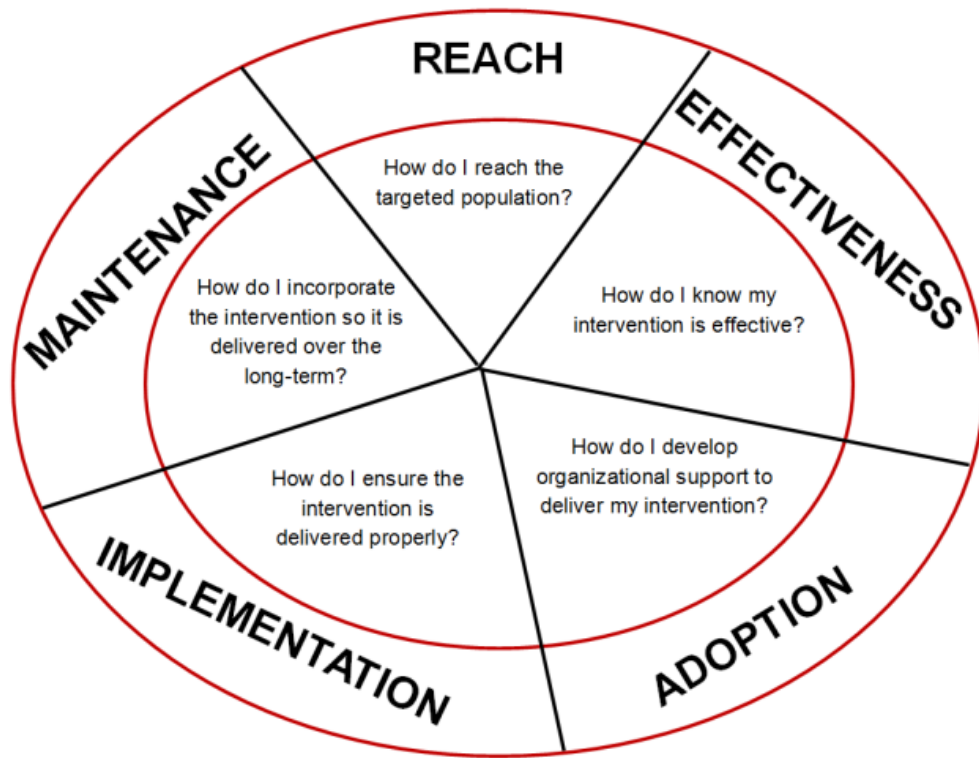 REACH
How do I reach the
targeted population?
EFFECTIVENESS
How do I know my
intervention is effective?
ADOPTION
How do I develop
organizational support to
deliver my intervention?
IMPLEMENTATION
How do I ensure the
intervention is
delivered properly?
MAINTENANCE
How do I incorporate
the intervention so it is
delivered over the
long-term?